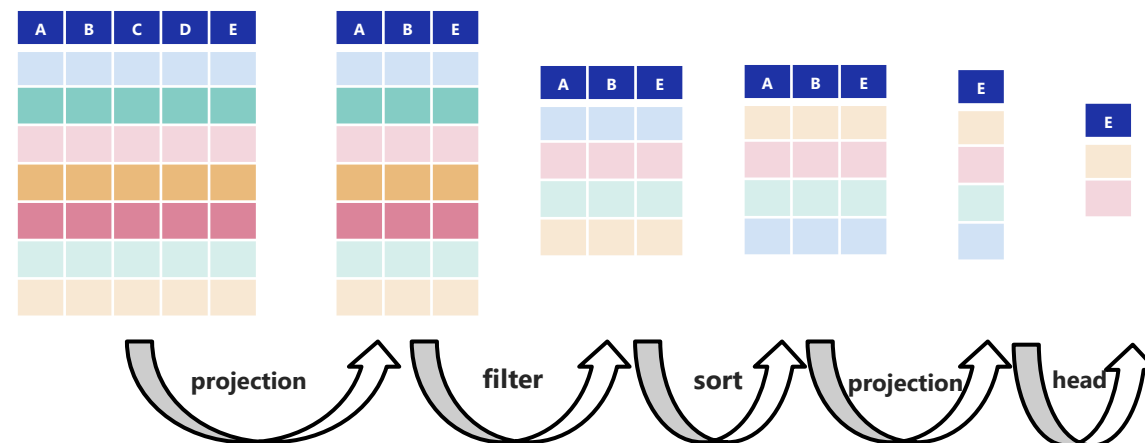 A B C D E
A B E
A B E
A B E
E
E
projection
filter
sort
projection
head